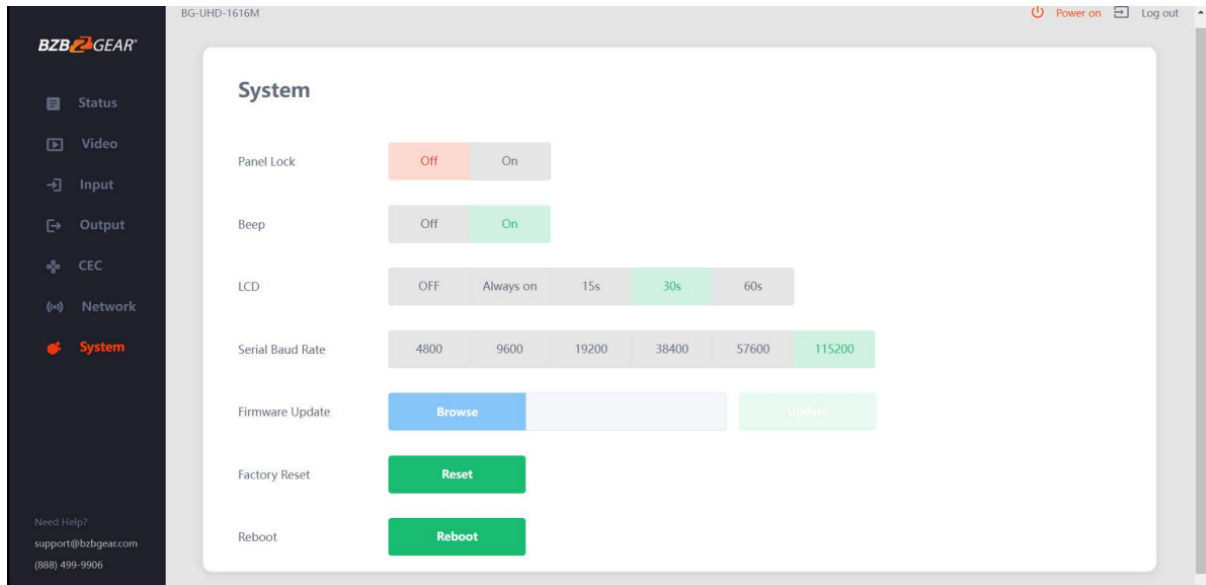 BG-UHD-1616M
Power on Log out
BZBGEAR®
Status
Video
Input
Output
CEC
Network
System
Need Help?
support@bzbgear.com
(888) 499-9906
System
Panel Lock Off On
Beep Off On
LCD OFF Always on 15s 30s 60s
Serial Baud Rate 4800 9600 19200 38400 57600 115200
Firmware Update Browse Update
Factory Reset Reset
Reboot Reboot